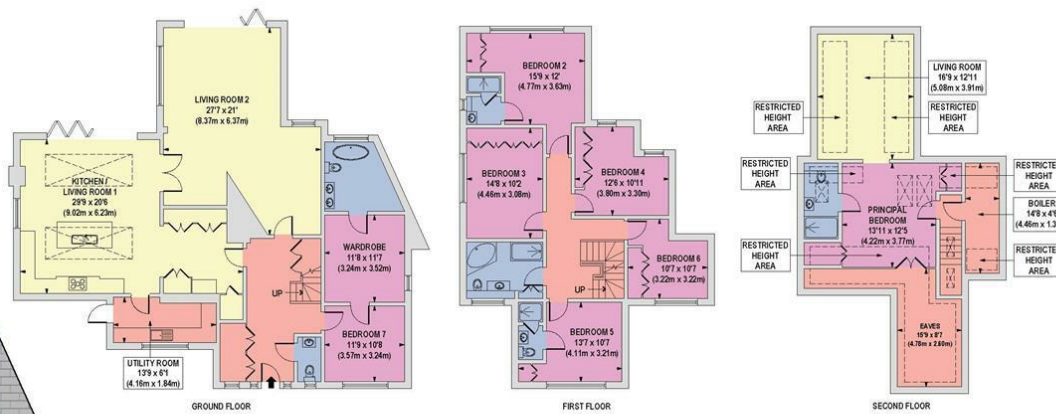 LIVING ROOM 2
27'7 x 21'
(8.37m x 6.37m)
KITCHEN /
LIVING ROOM 1
29'9 x 20'6
(9.02m x 6.23m)
WARDROBE
11'8 x 11'7
(3.24m x 3.52m)
UP
BEDROOM 7
11'9 x 10'8
(3.57m x 3.24m)
UTILITY ROOM
13'9 x 6'1
(4.16m x 1.84m)
GROUND FLOOR
BEDROOM 2
15'9 x 12'
(4.77m x 3.63m)
BEDROOM 3
14'8 x 10'2
(4.46m x 3.08m)
BEDROOM 4
12'6 x 10'11
(3.80m x 3.30m)
BEDROOM 6
10'7 x 10'7
(3.22m x 3.22m)
UP
BEDROOM 5
13'7 x 10'7
(4.11m x 3.21m)
FIRST FLOOR
LIVING ROOM
16'9 x 12'11
(5.08m x 3.91m)
RESTRICTED
HEIGHT
AREA
RESTRICTED
HEIGHT
AREA
RESTRICTED
HEIGHT
AREA
PRINCIPAL
BEDROOM
13'11 x 12'5
(4.22m x 3.77m)
RESTRICTED
HEIGHT
AREA
HEIGHT
AREA
BOILER
14'8 x
(4.46m x
HEIGHT
AREA
EAVES
15'9 x 8'7
(4.78m x 2.60m)
SECOND FLOOR